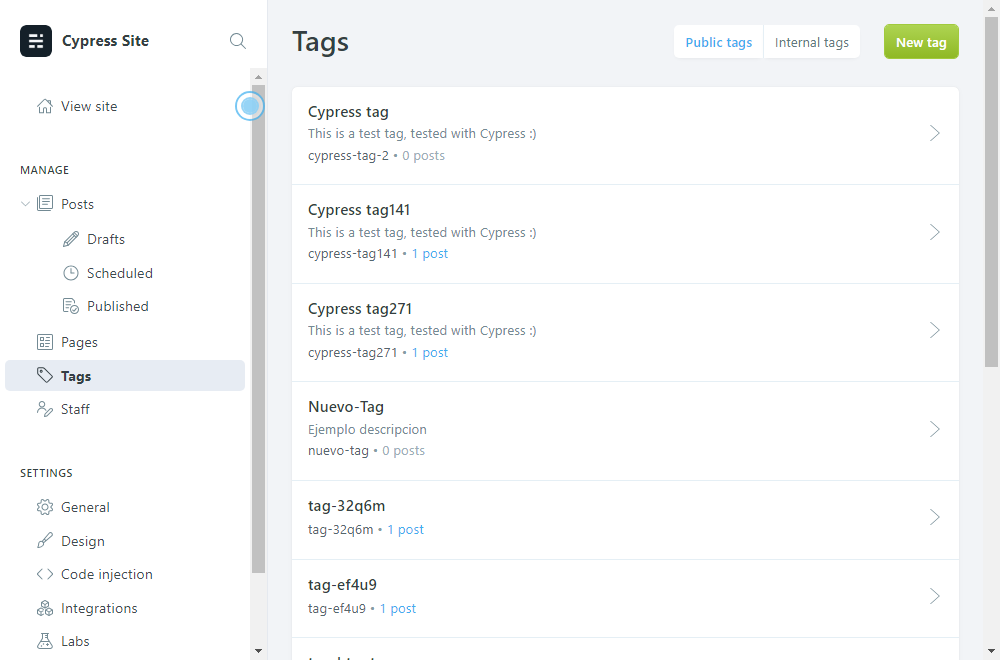 Cypress Site
View site
MANAGE
Posts
Drafts
Scheduled
Published
Pages
Tags
Staff
SETTINGS
General
Design
Code injection
Integrations
Labs
Tags
Public tags
Internal tags
New tag
Cypress tag
This is a test tag, tested with Cypress :)
cypress-tag-2 • 0 posts
Cypress tag141
This is a test tag, tested with Cypress :)
cypress-tag141 • 1 post
Cypress tag271
This is a test tag, tested with Cypress :)
cypress-tag271 • 1 post
Nuevo-Tag
Ejemplo descripcion
nuevo-tag • 0 posts
tag-32q6m
tag-32q6m • 1 post
tag-ef4u9
tag-ef4u9 • 1 post